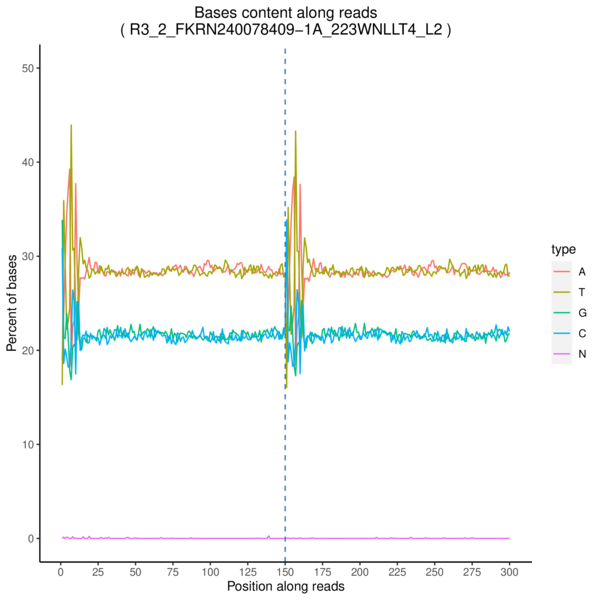 Bases content along reads
( R3_2_FKRN240078409−1A_223WNLLT4_L2 )
50
40
30
20
10
0
Percent of bases
0 25 50 75 100 125 150 175 200 225 250 275 300
Position along reads
type
A
T
G
C
N